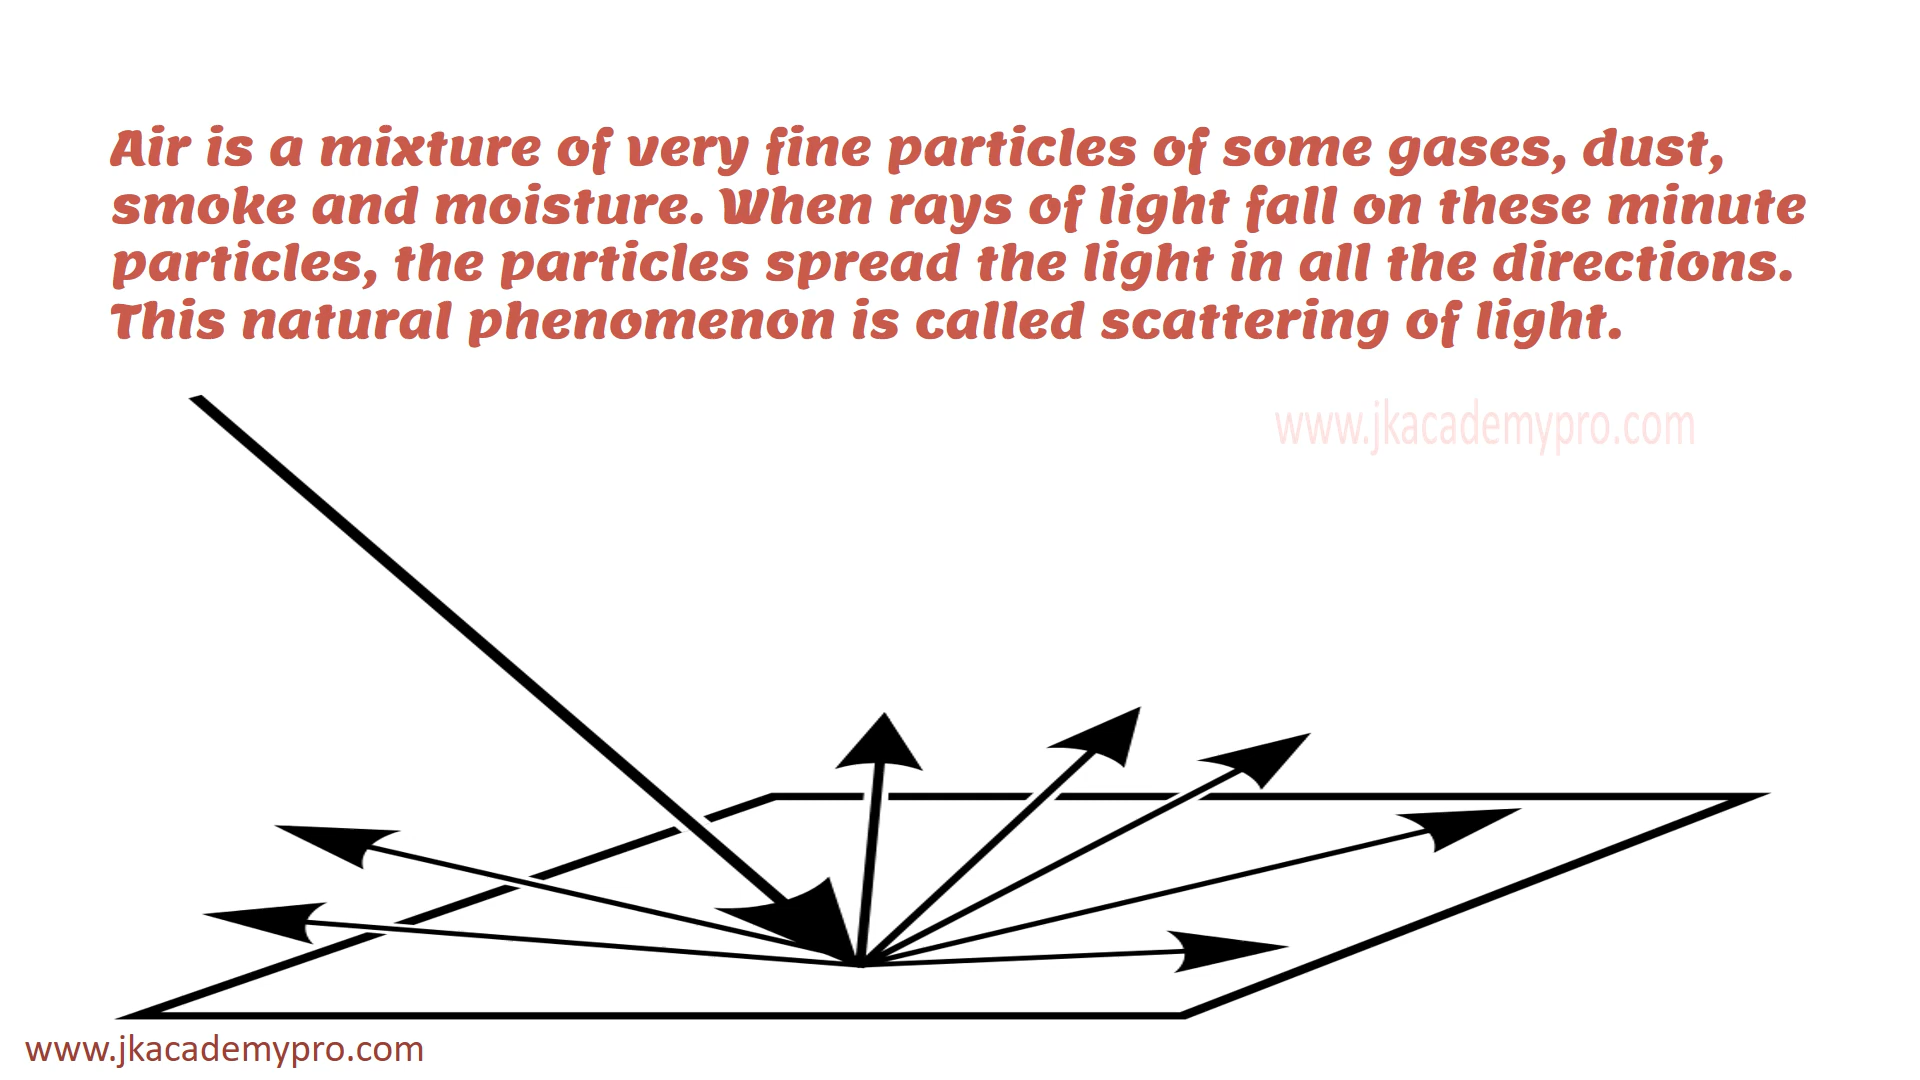 Air is a mixture of very fine particles of some gases, dust,
smoke and moisture. When rays of light fall on these minute
particles, the particles spread the light in all the directions.
This natural phenomenon is called scattering of light.
www.jkacademypro.com
www.jkacademypro.com